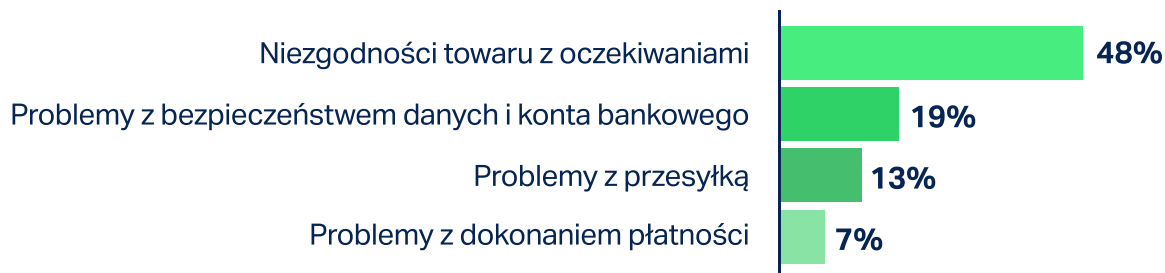 Niezgodności towaru z oczekiwaniami 48%
Problemy z bezpieczeństwem danych i konta bankowego 19%
Problemy z przesyłką 13%
Problemy z dokonaniem płatności 7%